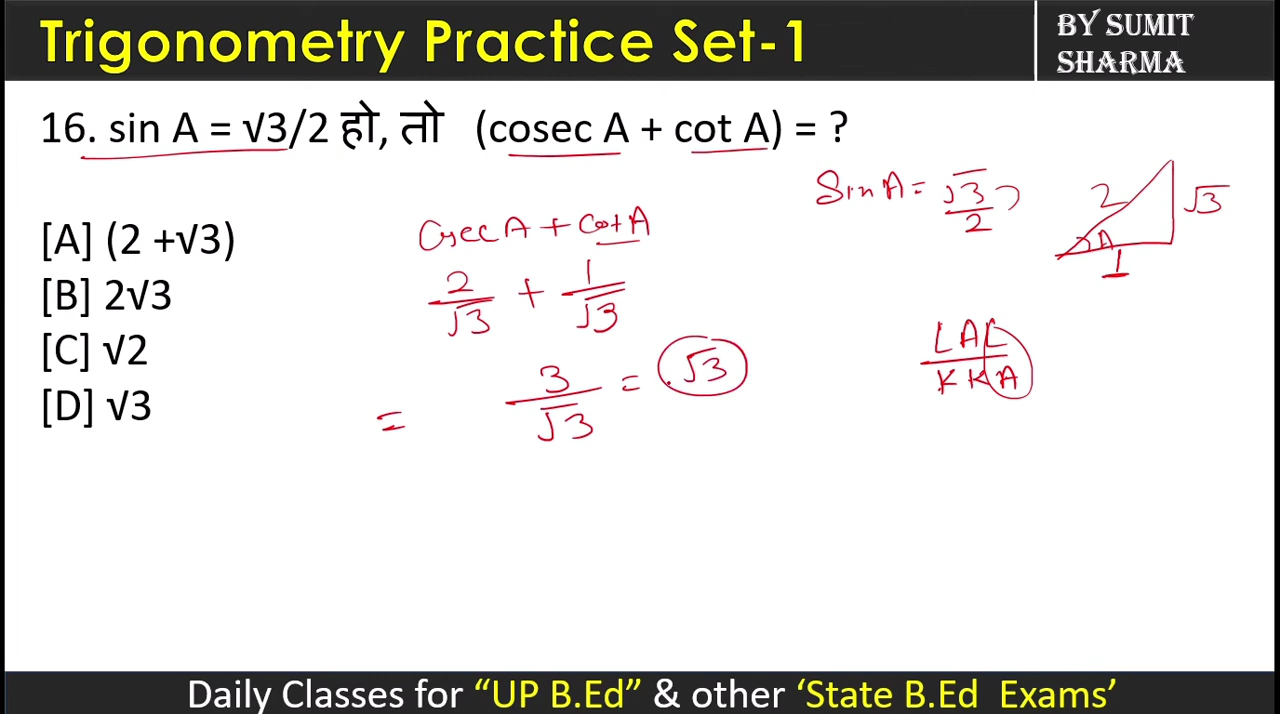 Trigonometry Practice Set-1
BY SUMIT
SHARMA
16. sin A = √3/2 हो, तो (cosec A + cot A) = ?
[A] (2 +√3)
[B] 2√3
[C] √2
[D] √3
Sin A = √3/2
2
√3
A
1
CosecA + CotA
2/√3 + 1/√3
= 3/√3 = √3
LAL
KKA
Daily Classes for “UP B.Ed” & other ‘State B.Ed Exams’